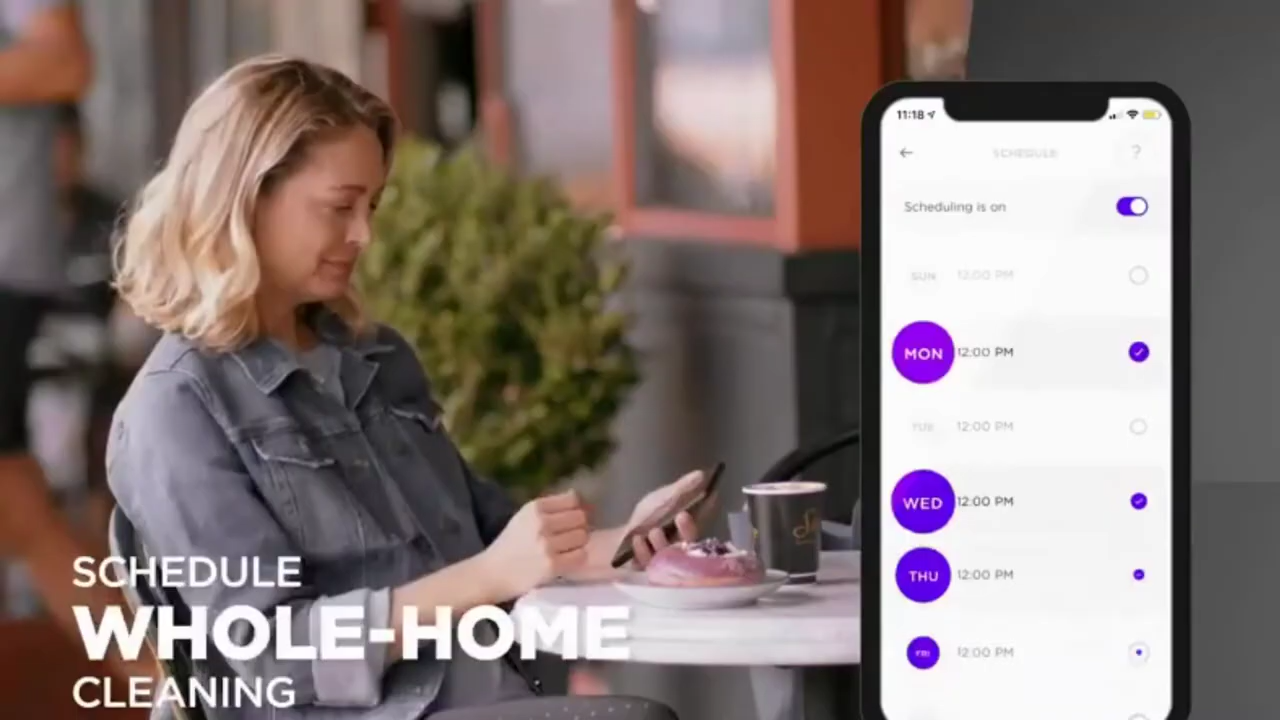 SCHEDULE
WHOLE-HOME
CLEANING
11:18
SCHEDULE
?
Scheduling is on
SUN 12:00 PM
MON 12:00 PM
TUE 12:00 PM
WED 12:00 PM
THU 12:00 PM
FRI 12:00 PM